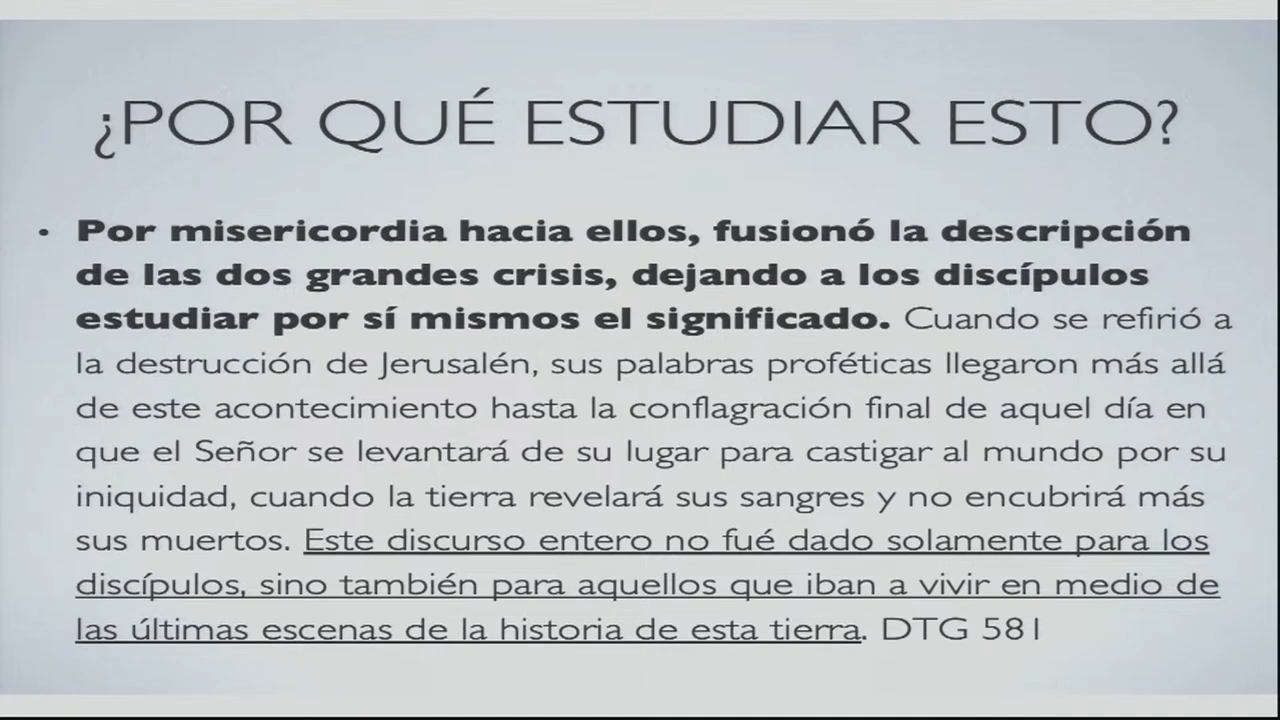 ¿POR QUÉ ESTUDIAR ESTO?
• Por misericordia hacia ellos, fusionó la descripción
de las dos grandes crisis, dejando a los discípulos
estudiar por sí mismos el significado. Cuando se refirió a
la destrucción de Jerusalén, sus palabras proféticas llegaron más allá
de este acontecimiento hasta la conflagración final de aquel día en
que el Señor se levantará de su lugar para castigar al mundo por su
iniquidad, cuando la tierra revelará sus sangres y no encubrirá más
sus muertos. Este discurso entero no fué dado solamente para los
discípulos, sino también para aquellos que iban a vivir en medio de
las últimas escenas de la historia de esta tierra. DTG 581